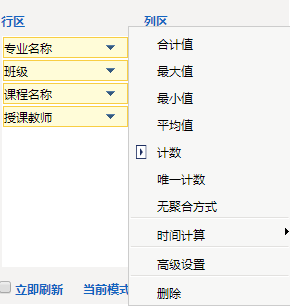 行区
列区
专业名称
班级
课程名称
授课教师
合计值
最大值
最小值
平均值
计数
唯一计数
无聚合方式
时间计算
高级设置
删除
立即刷新
当前模式